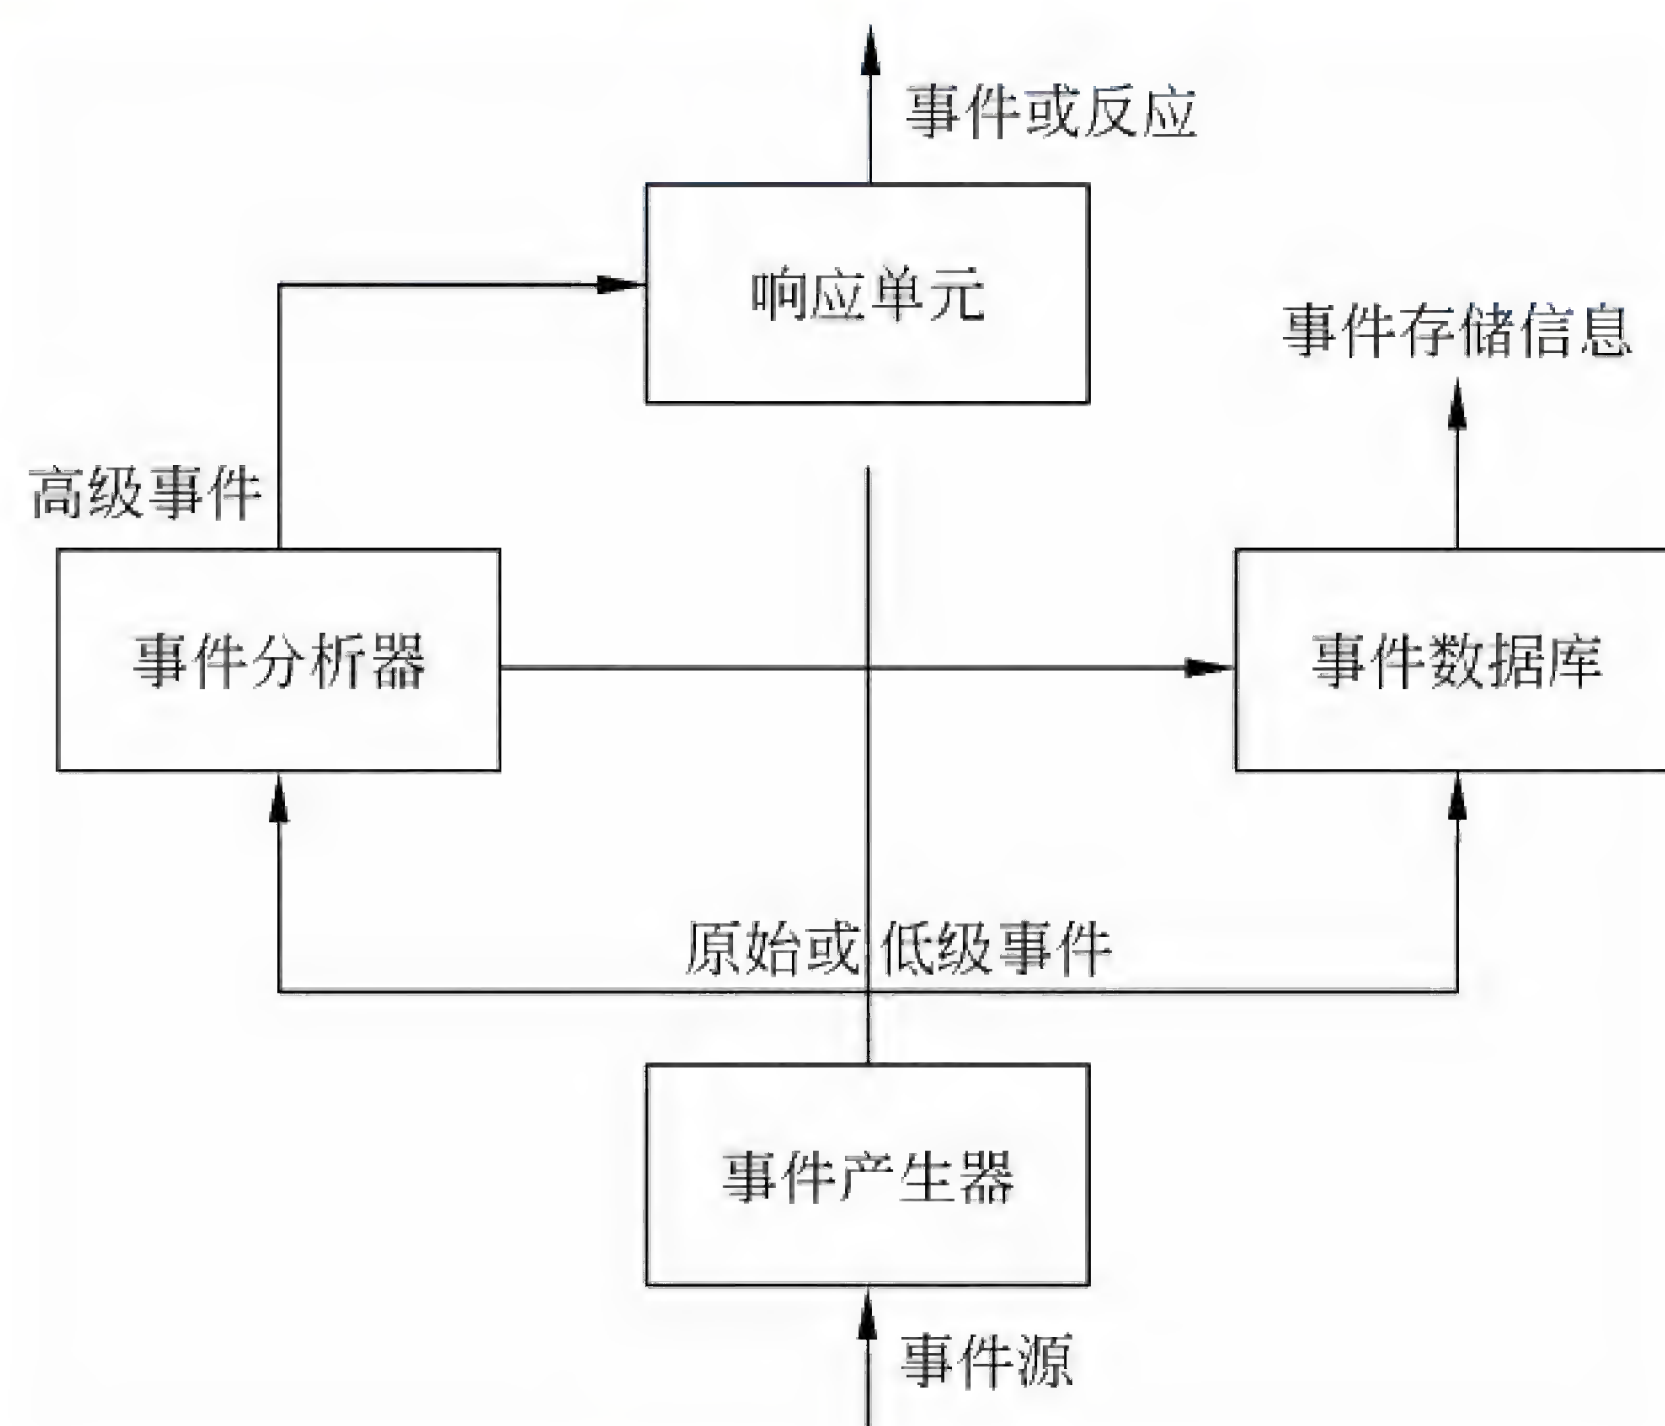 事件或反应
响应单元
事件存储信息
高级事件
事件分析器
事件数据库
原始或低级事件
事件产生器
事件源